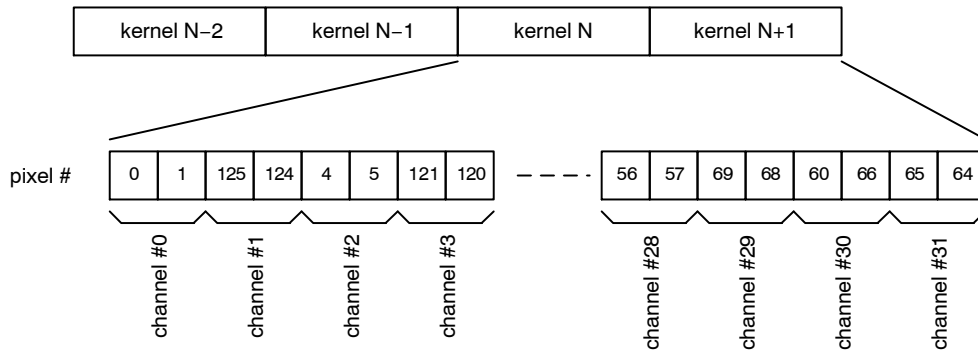 kernel N−2 kernel N−1 kernel N kernel N+1
pixel # 0 1 125 124 4 5 121 120 56 57 69 68 60 66 65 64
channel #0 channel #1 channel #2 channel #3 channel #28 channel #29 channel #30 channel #31